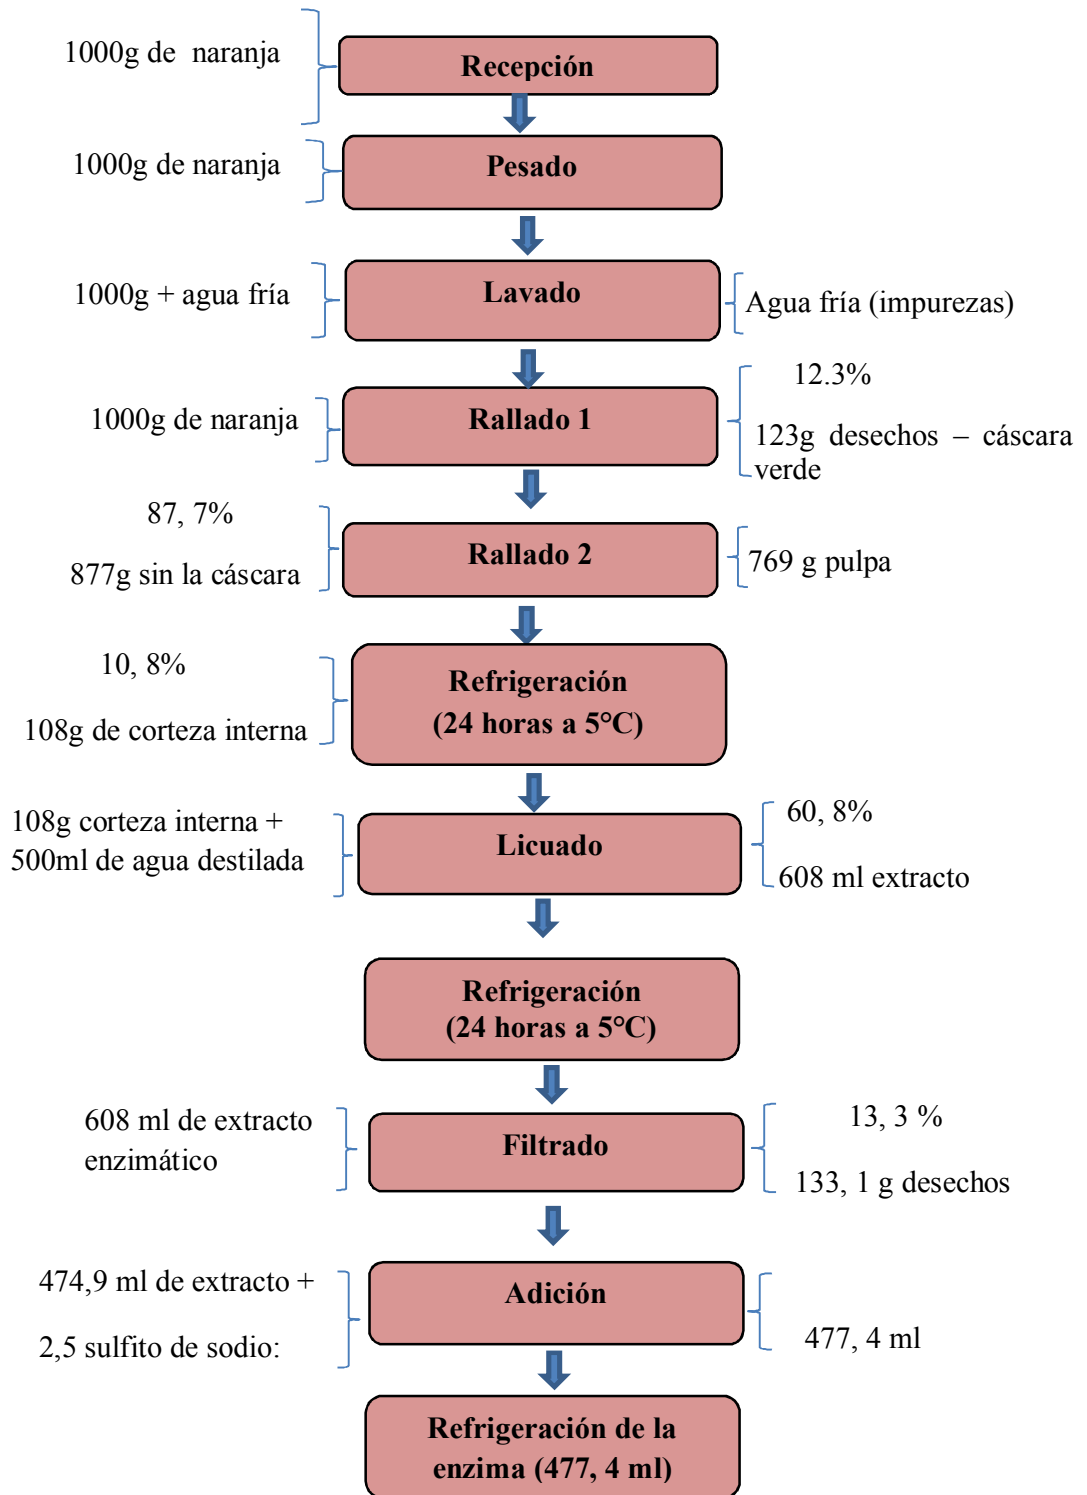 1000g de naranja
Recepción
1000g de naranja
Pesado
1000g + agua fría
Lavado
Agua fría (impurezas)
1000g de naranja
Rallado 1
12.3%
123g desechos – cáscara
verde
87, 7%
877g sin la cáscara
Rallado 2
769 g pulpa
10, 8%
108g de corteza interna
Refrigeración
(24 horas a 5°C)
108g corteza interna +
500ml de agua destilada
Licuado
60, 8%
608 ml extracto
Refrigeración
(24 horas a 5°C)
608 ml de extracto
enzimático
Filtrado
13, 3 %
133, 1 g desechos
474,9 ml de extracto +
2,5 sulfito de sodio:
Adición
477, 4 ml
Refrigeración de la
enzima (477, 4 ml)